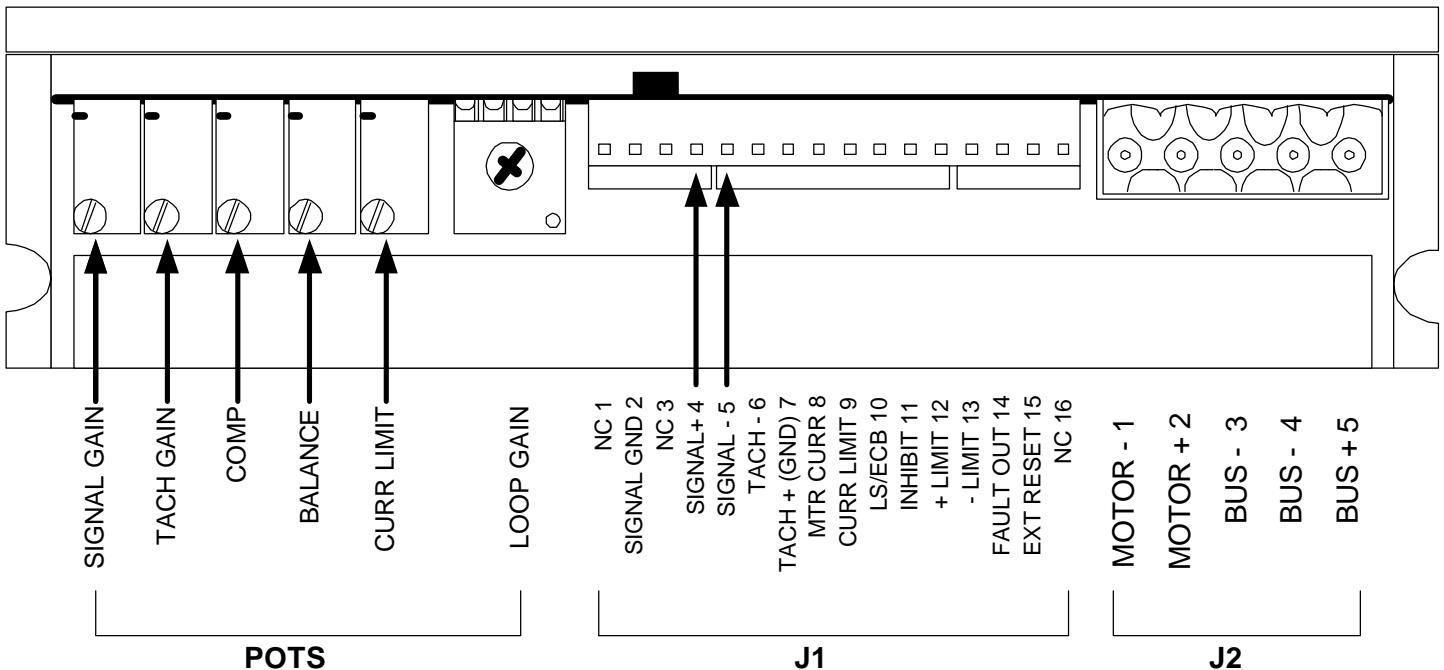 SIGNAL GAIN
TACH GAIN
COMP
BALANCE
CURR LIMIT
LOOP GAIN
NC 1
SIGNAL GND 2
NC 3
SIGNAL+ 4
SIGNAL - 5
TACH - 6
TACH + (GND) 7
MTR CURR 8
CURR LIMIT 9
LS/ECB 10
INHIBIT 11
+ LIMIT 12
- LIMIT 13
FAULT OUT 14
EXT RESET 15
NC 16
MOTOR - 1
MOTOR + 2
BUS - 3
BUS - 4
BUS + 5
POTS
J1
J2